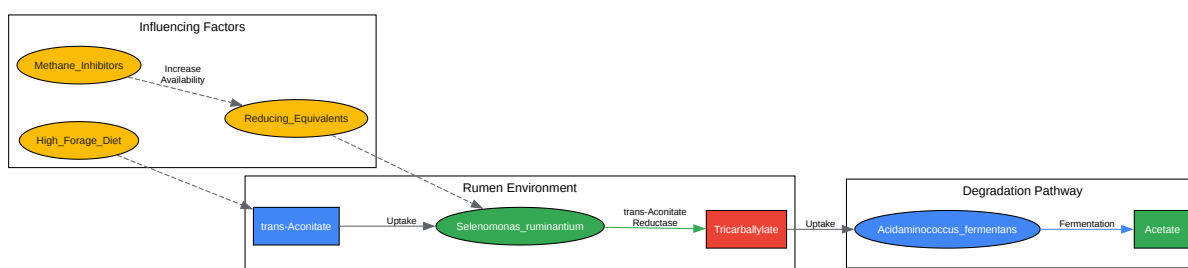 Influencing Factors
Methane_Inhibitors
Increase
Availability
Reducing_Equivalents
High_Forage_Diet
Rumen Environment
trans-Aconitate
Uptake
Selenomonas_ruminantium
trans-Aconitate
Reductase
Tricarballylate
Uptake
Degradation Pathway
Acidaminococcus_fermentans
Fermentation
Acetate